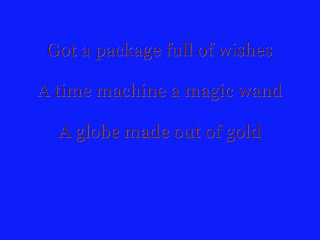 Got a package full of wishes
A time machine a magic wand
A globe made out of gold